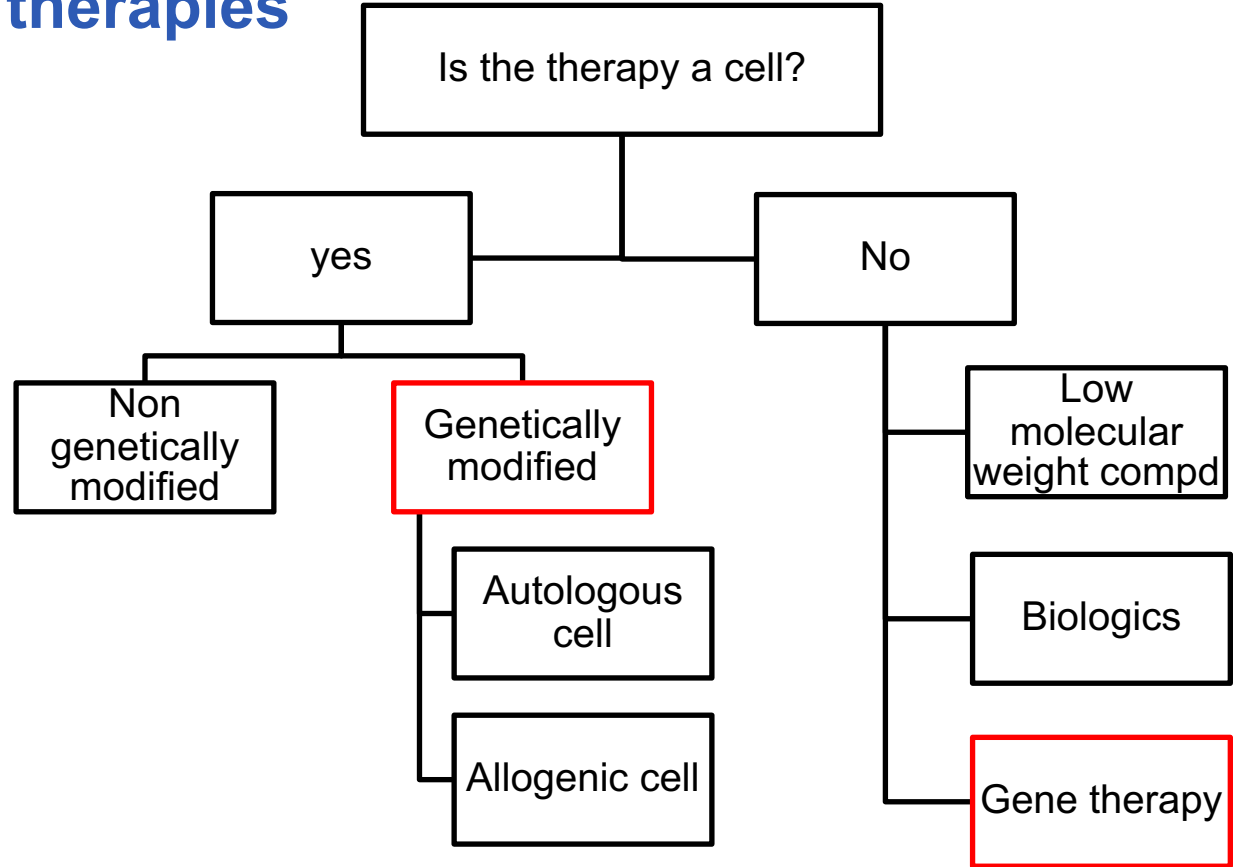 therapies
Is the therapy a cell?
yes
No
Non
genetically
modified
Genetically
modified
Low
molecular
weight compd
Autologous
cell
Biologics
Allogenic cell
Gene therapy